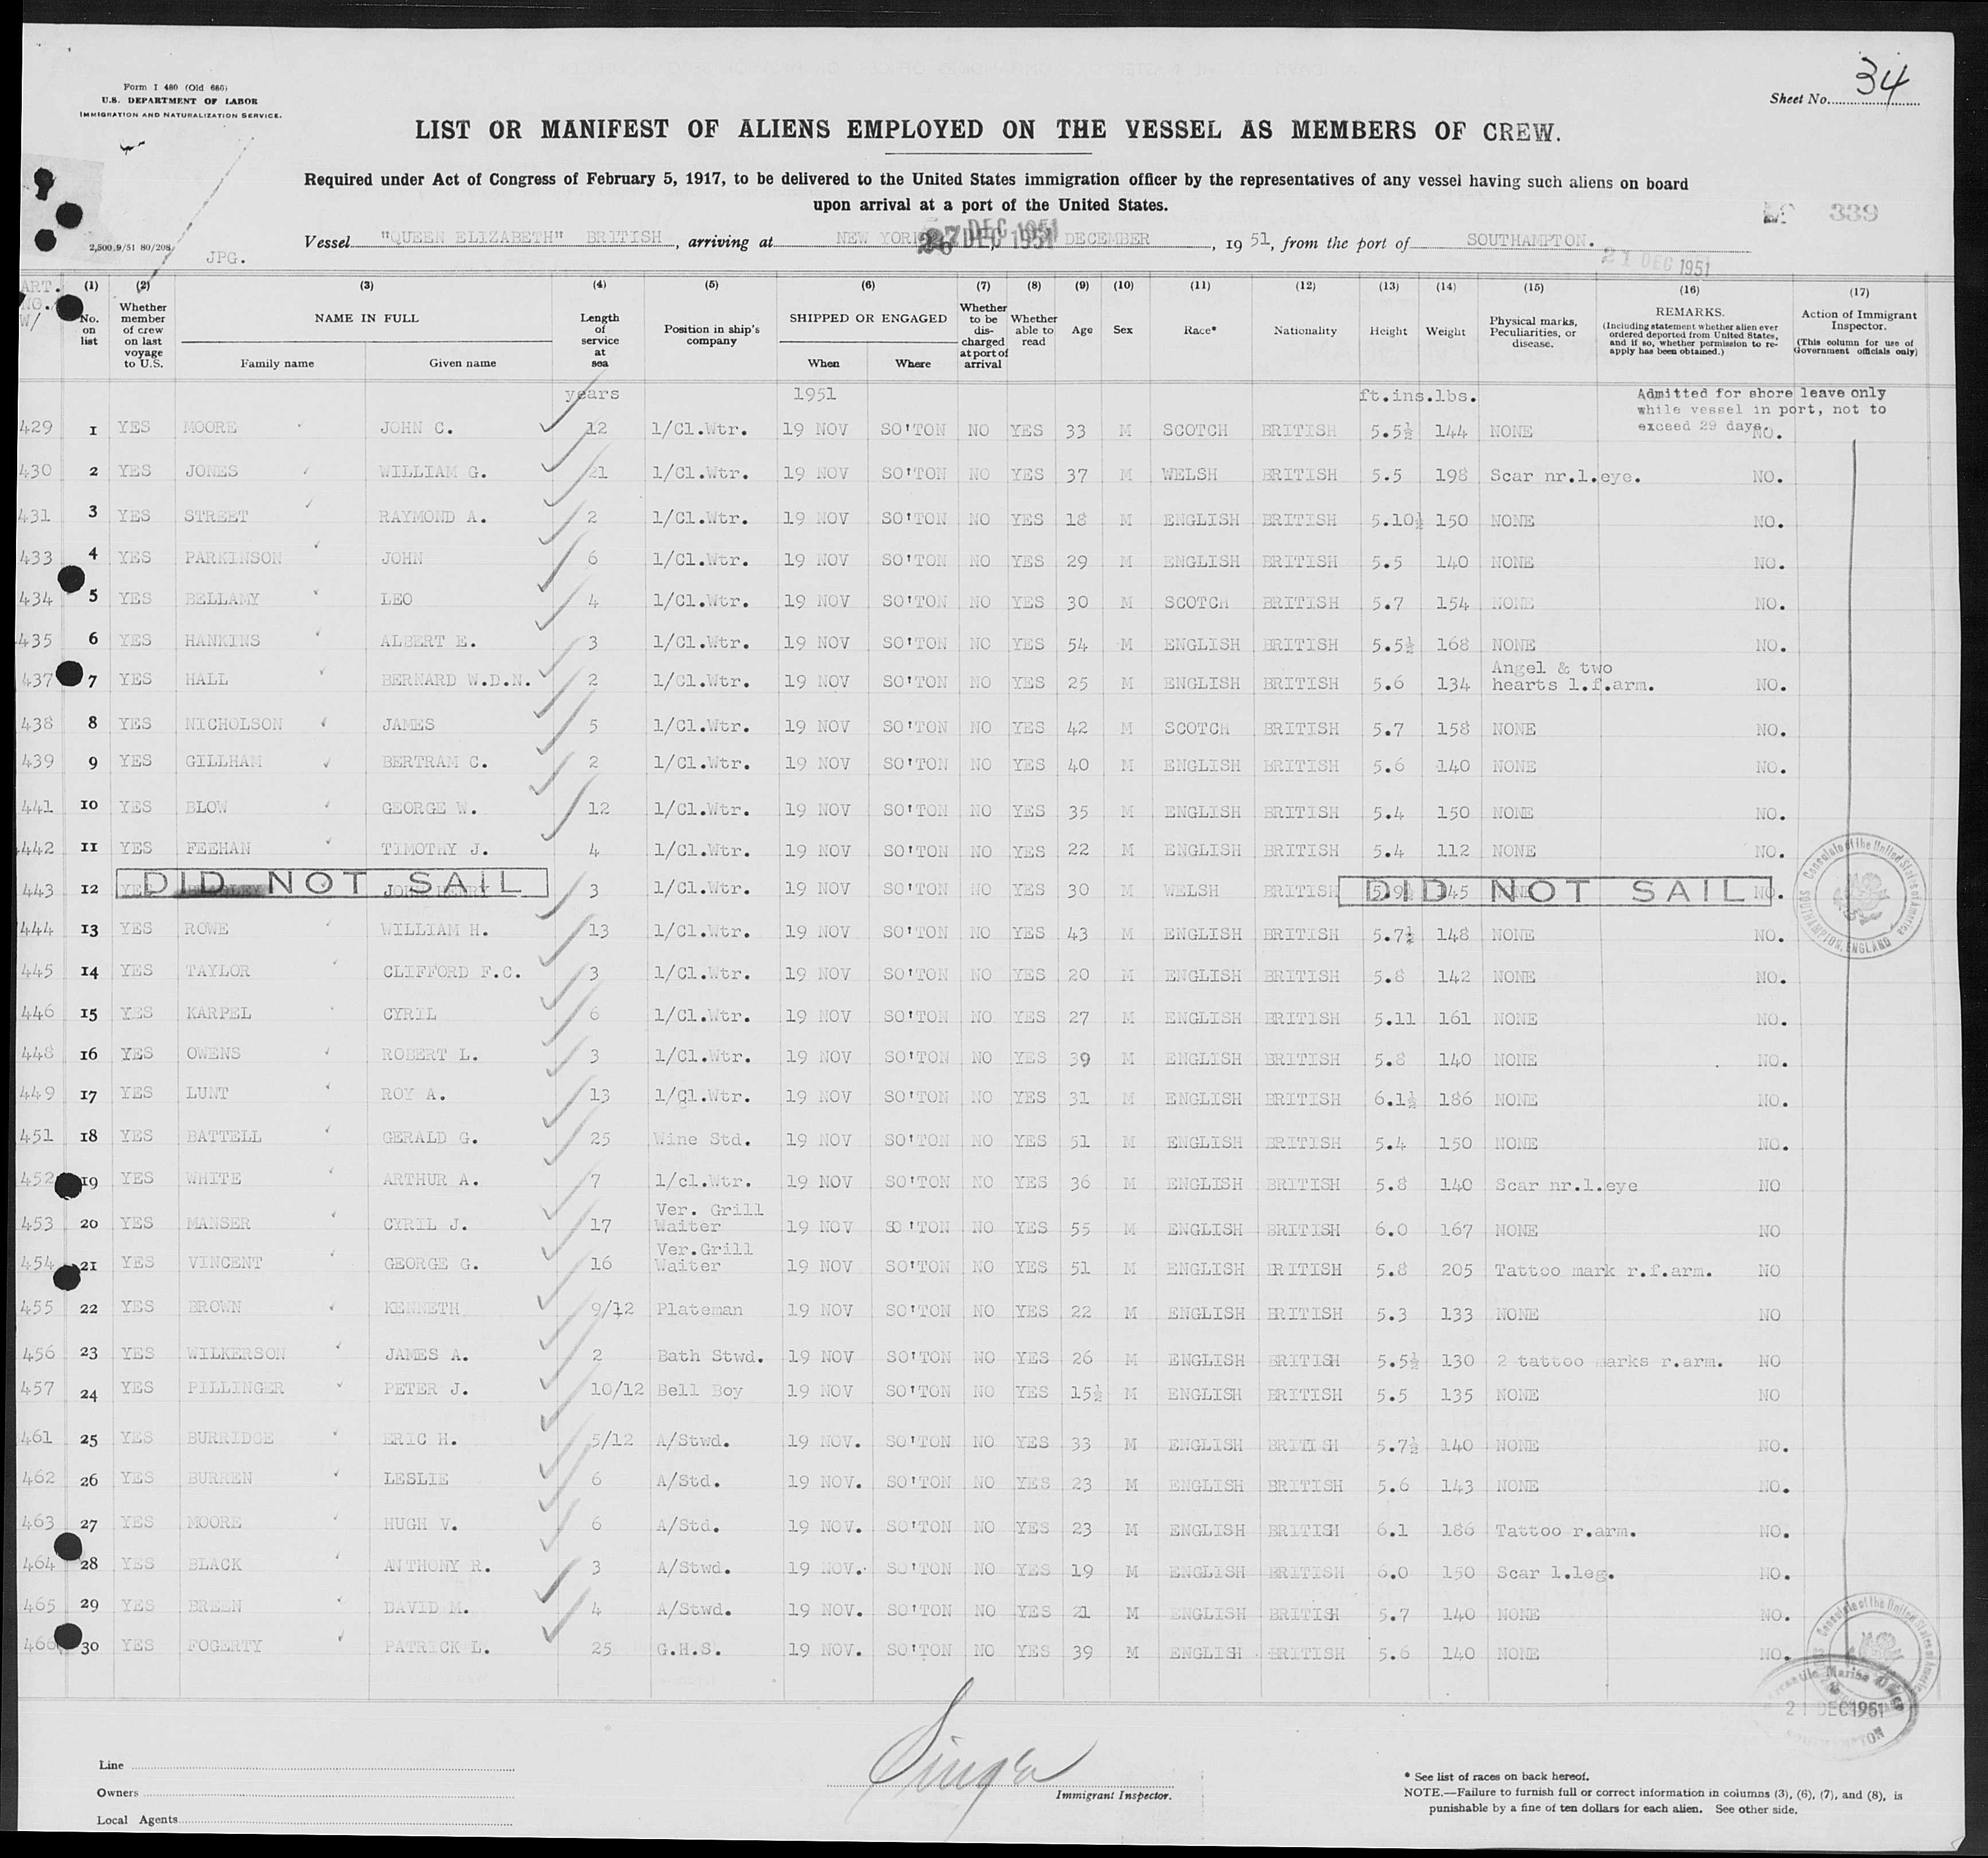 Form I 480 (Old 680)
U.S. DEPARTMENT OF LABOR
IMMIGRATION AND NATURALIZATION SERVICE.
Sheet No. 34
LIST OR MANIFEST OF ALIENS EMPLOYED ON THE VESSEL AS MEMBERS OF CREW.
Required under Act of Congress of February 5, 1917, to be delivered to the United States immigration officer by the representatives of any vessel having such aliens on board
upon arrival at a port of the United States.
339
2,500 9/51 80/208
JPG.
Vessel "QUEEN ELIZABETH" BRITISH, arriving at NEW YORK 27 DEC 1951 DECEMBER, 19 51, from the port of SOUTHAMPTON.
21 DEC 1951
ART. NO. W/
(1) No. on list
(2) Whether member of crew on last voyage to U.S.
(3) NAME IN FULL Family name Given name
(4) Length of service at sea
(5) Position in ship's company
(6) SHIPPED OR ENGAGED When Where
(7) Whether to be discharged at port of arrival
(8) Whether able to read
(9) Age
(10) Sex
(11) Race*
(12) Nationality
(13) Height
(14) Weight
(15) Physical marks, Peculiarities, or disease.
(16) REMARKS. (Including statement whether alien ever ordered deported from United States, and if so, whether permission to re-apply has been obtained.)
(17) Action of Immigrant Inspector. (This column for use of Government officials only)
years 1951 ft.ins.lbs.
Admitted for shore leave only
while vessel in port, not to
exceed 29 days.
429 1 YES MOORE JOHN C. 12 1/Cl.Wtr. 19 NOV SO'TON NO YES 33 M SCOTCH BRITISH 5.5½ 144 NONE NO.
430 2 YES JONES WILLIAM G. 21 1/Cl.Wtr. 19 NOV SO'TON NO YES 37 M WELSH BRITISH 5.5 198 Scar nr.l.eye. NO.
431 3 YES STREET RAYMOND A. 2 1/Cl.Wtr. 19 NOV SO'TON NO YES 18 M ENGLISH BRITISH 5.10½ 150 NONE NO.
433 4 YES PARKINSON JOHN 6 1/Cl.Wtr. 19 NOV SO'TON NO YES 29 M ENGLISH BRITISH 5.5 140 NONE NO.
434 5 YES BELLAMY LEO 4 1/Cl.Wtr. 19 NOV SO'TON NO YES 30 M SCOTCH BRITISH 5.7 154 NONE NO.
435 6 YES HANKINS ALBERT E. 3 1/Cl.Wtr. 19 NOV SO'TON NO YES 54 M ENGLISH BRITISH 5.5½ 168 NONE NO.
437 7 YES HALL BERNARD W.D.N. 2 1/Cl.Wtr. 19 NOV SO'TON NO YES 25 M ENGLISH BRITISH 5.6 134 Angel & two hearts l.f.arm. NO.
438 8 YES NICHOLSON JAMES 5 1/Cl.Wtr. 19 NOV SO'TON NO YES 42 M SCOTCH BRITISH 5.7 158 NONE NO.
439 9 YES GILLHAM BERTRAM C. 2 1/Cl.Wtr. 19 NOV SO'TON NO YES 40 M ENGLISH BRITISH 5.6 140 NONE NO.
441 10 YES BLOW GEORGE W. 12 1/Cl.Wtr. 19 NOV SO'TON NO YES 35 M ENGLISH BRITISH 5.4 150 NONE NO.
442 11 YES FEEHAN TIMOTHY J. 4 1/Cl.Wtr. 19 NOV SO'TON NO YES 22 M ENGLISH BRITISH 5.4 112 NONE NO.
443 12 YES DID NOT SAIL 3 1/Cl.Wtr. 19 NOV SO'TON NO YES 30 M WELSH BRITISH DID NOT SAIL NO.
444 13 YES ROWE WILLIAM H. 13 1/Cl.Wtr. 19 NOV SO'TON NO YES 43 M ENGLISH BRITISH 5.7½ 148 NONE NO.
445 14 YES TAYLOR CLIFFORD F.C. 3 1/Cl.Wtr. 19 NOV SO'TON NO YES 20 M ENGLISH BRITISH 5.8 142 NONE NO.
446 15 YES KARPEL CYRIL 6 1/Cl.Wtr. 19 NOV SO'TON NO YES 27 M ENGLISH BRITISH 5.11 161 NONE NO.
448 16 YES OWENS ROBERT L. 3 1/Cl.Wtr. 19 NOV SO'TON NO YES 39 M ENGLISH BRITISH 5.8 140 NONE NO.
449 17 YES LUNT ROY A. 13 1/Cl.Wtr. 19 NOV SO'TON NO YES 31 M ENGLISH BRITISH 6.1½ 186 NONE NO.
451 18 YES BATTELL GERALD G. 25 Wine Std. 19 NOV SO'TON NO YES 51 M ENGLISH BRITISH 5.4 150 NONE NO.
452 19 YES WHITE ARTHUR A. 7 1/cl.Wtr. 19 NOV SO'TON NO YES 36 M ENGLISH BRITISH 5.8 140 Scar nr.l.eye NO
453 20 YES MANSER CYRIL J. 17 Ver. Grill Waiter 19 NOV SO'TON NO YES 55 M ENGLISH BRITISH 6.0 167 NONE NO
454 21 YES VINCENT GEORGE G. 16 Ver.Grill Waiter 19 NOV SO'TON NO YES 51 M ENGLISH BRITISH 5.8 205 Tattoo mark r.f.arm. NO
455 22 YES BROWN KENNETH 9/12 Plateman 19 NOV SO'TON NO YES 22 M ENGLISH BRITISH 5.3 133 NONE NO
456 23 YES WILKERSON JAMES A. 2 Bath Stwd. 19 NOV SO'TON NO YES 26 M ENGLISH BRITISH 5.5½ 130 2 tattoo marks r.arm. NO
457 24 YES PILLINGER PETER J. 10/12 Bell Boy 19 NOV SO'TON NO YES 15½ M ENGLISH BRITISH 5.5 135 NONE NO
461 25 YES BURRIDGE ERIC H. 5/12 A/Stwd. 19 NOV. SO'TON NO YES 33 M ENGLISH BRITISH 5.7½ 140 NONE NO.
462 26 YES BURREN LESLIE 6 A/Std. 19 NOV. SO'TON NO YES 23 M ENGLISH BRITISH 5.6 143 NONE NO.
463 27 YES MOORE HUGH V. 6 A/Std. 19 NOV. SO'TON NO YES 23 M ENGLISH BRITISH 6.1 186 Tattoo r.arm. NO.
464 28 YES BLACK ANTHONY R. 3 A/Stwd. 19 NOV. SO'TON NO YES 19 M ENGLISH BRITISH 6.0 150 Scar l.leg. NO.
465 29 YES BREEN DAVID M. 4 A/Stwd. 19 NOV. SO'TON NO YES 21 M ENGLISH BRITISH 5.7 140 NONE NO.
466 30 YES FOGERTY PATRICK L. 25 G.H.S. 19 NOV. SO'TON NO YES 39 M ENGLISH BRITISH 5.6 140 NONE NO.
Consulate of the United States of America
SOUTHAMPTON, ENGLAND
21 DEC 1951
Line
Owners
Local Agents
Immigrant Inspector.
* See list of races on back hereof.
NOTE.—Failure to furnish full or correct information in columns (3), (6), (7), and (8), is
punishable by a fine of ten dollars for each alien. See other side.